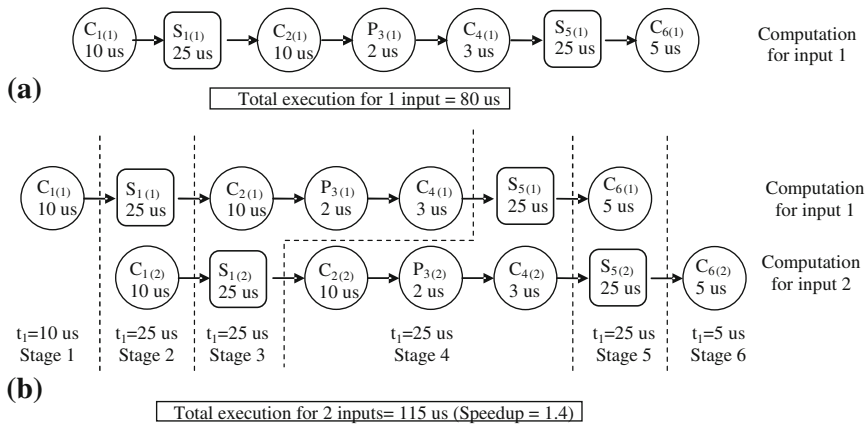 C1(1) 10 us
S1(1) 25 us
C2(1) 10 us
P3(1) 2 us
C4(1) 3 us
S5(1) 25 us
C6(1) 5 us
Computation for input 1
(a)
Total execution for 1 input = 80 us
C1(1) 10 us
S1(1) 25 us
C2(1) 10 us
P3(1) 2 us
C4(1) 3 us
S5(1) 25 us
C6(1) 5 us
Computation for input 1
C1(2) 10 us
S1(2) 25 us
C2(2) 10 us
P3(2) 2 us
C4(2) 3 us
S5(2) 25 us
C6(2) 5 us
Computation for input 2
t1=10 us
Stage 1
t1=25 us
Stage 2
t1=25 us
Stage 3
t1=25 us
Stage 4
t1=25 us
Stage 5
t1=5 us
Stage 6
(b)
Total execution for 2 inputs= 115 us (Speedup = 1.4)